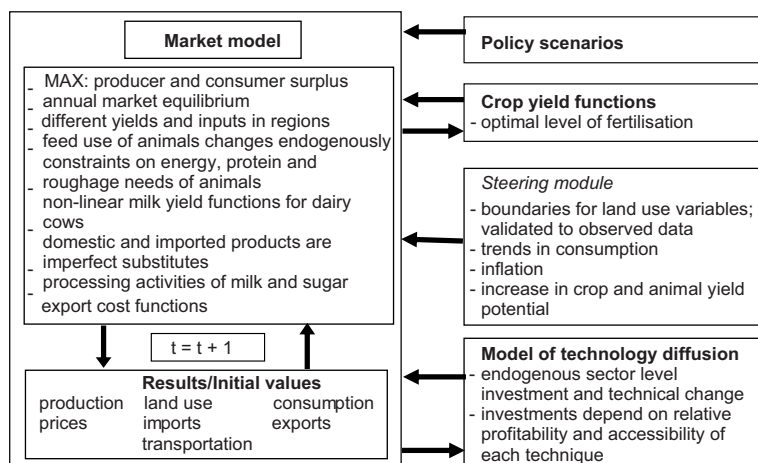 Market model
- MAX: producer and consumer surplus
- annual market equilibrium
- different yields and inputs in regions
- feed use of animals changes endogenously
- constraints on energy, protein and
roughage needs of animals
- non-linear milk yield functions for dairy
cows
- domestic and imported products are
imperfect substitutes
- processing activities of milk and sugar
- export cost functions
t = t + 1
Results/Initial values
production land use consumption
prices imports exports
transportation
Policy scenarios
Crop yield functions
- optimal level of fertilisation
Steering module
- boundaries for land use variables;
validated to observed data
- trends in consumption
- inflation
- increase in crop and animal yield
potential
Model of technology diffusion
- endogenous sector level
investment and technical change
- investments depend on relative
profitability and accessibility of
each technique